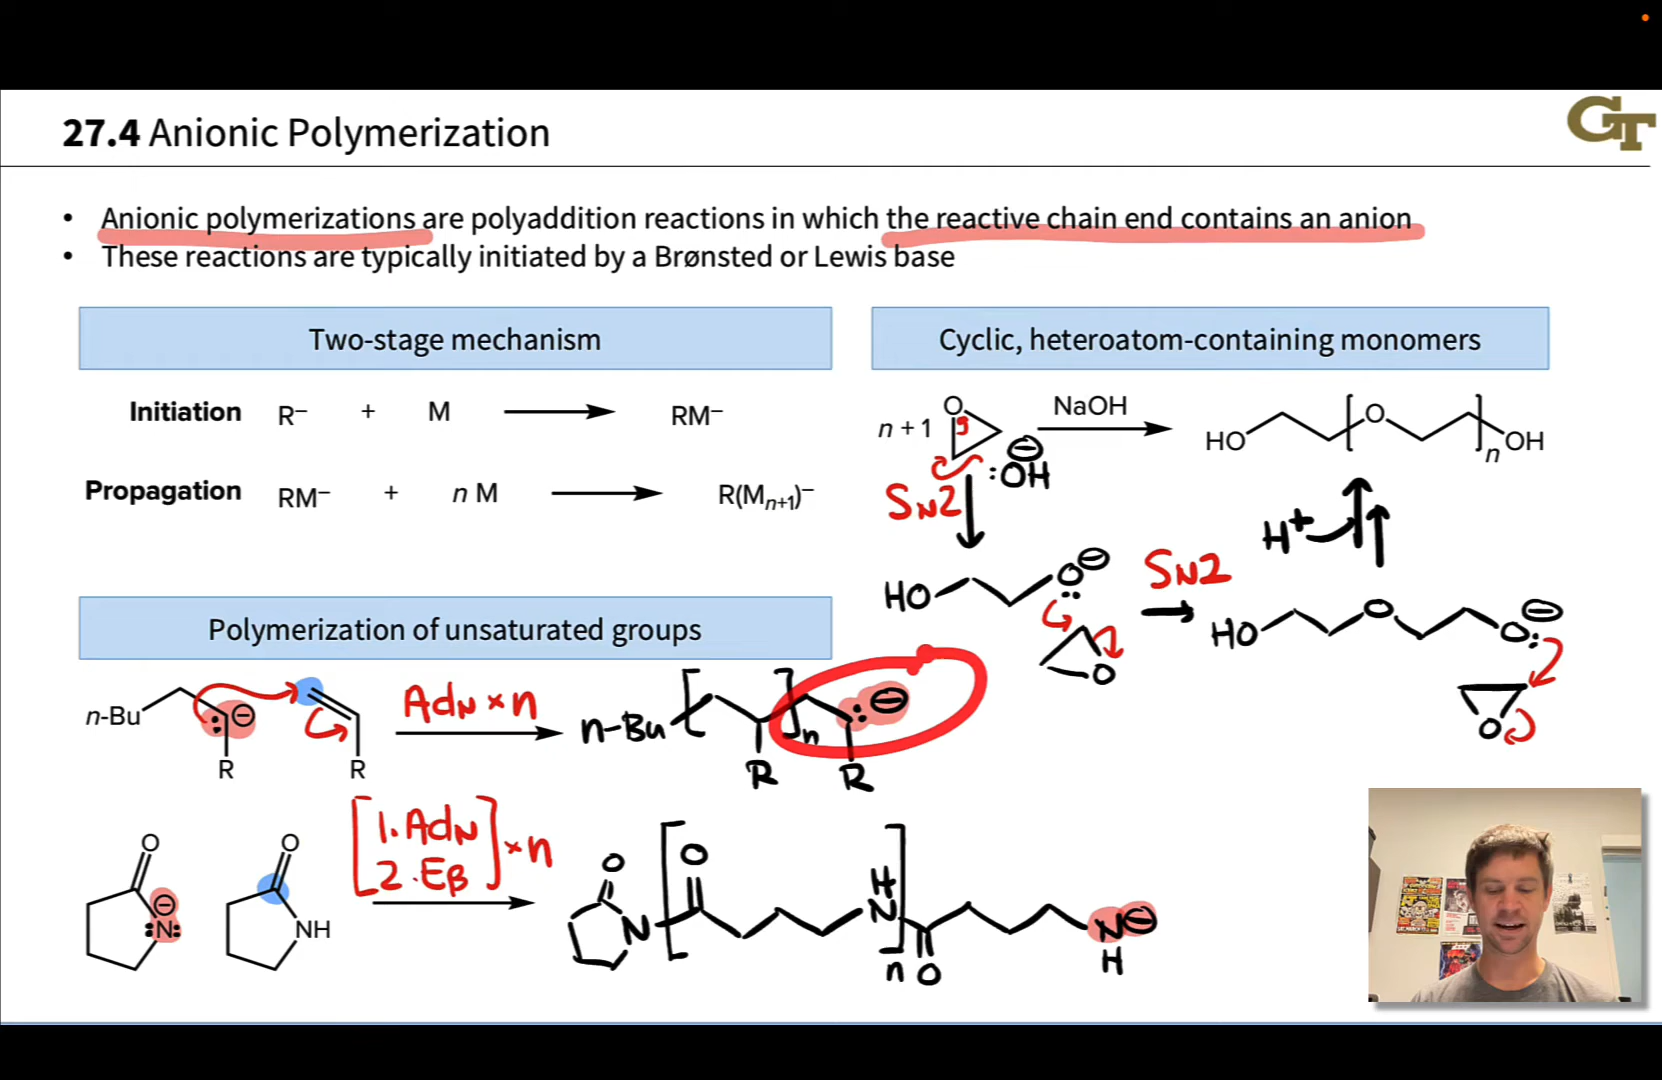 27.4 Anionic Polymerization
GT
• Anionic polymerizations are polyaddition reactions in which the reactive chain end contains an anion
• These reactions are typically initiated by a Brønsted or Lewis base
Two-stage mechanism
Initiation R⁻ + M RM⁻
Propagation RM⁻ + n M R(Mₙ₊₁)⁻
Cyclic, heteroatom-containing monomers
n + 1 O NaOH HO O n OH
⊖
:OH
SN2
H⁺
HO O⊖ SN2
O
HO O O⊖
O
Polymerization of unsaturated groups
n-Bu ⊖ R R AdN × n n-Bu n ⊖
R R
[1. AdN
2. Eβ] × n
O ⊖ N O NH
O N O H N n O N ⊖ H